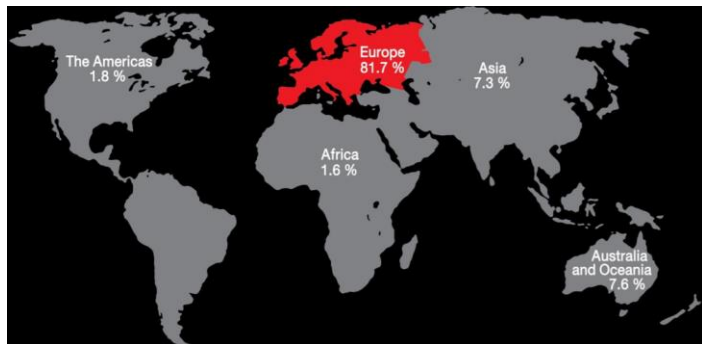 The Americas
1.8 %
Europe
81.7 %
Asia
7.3 %
Africa
1.6 %
Australia
and Oceania
7.6 %